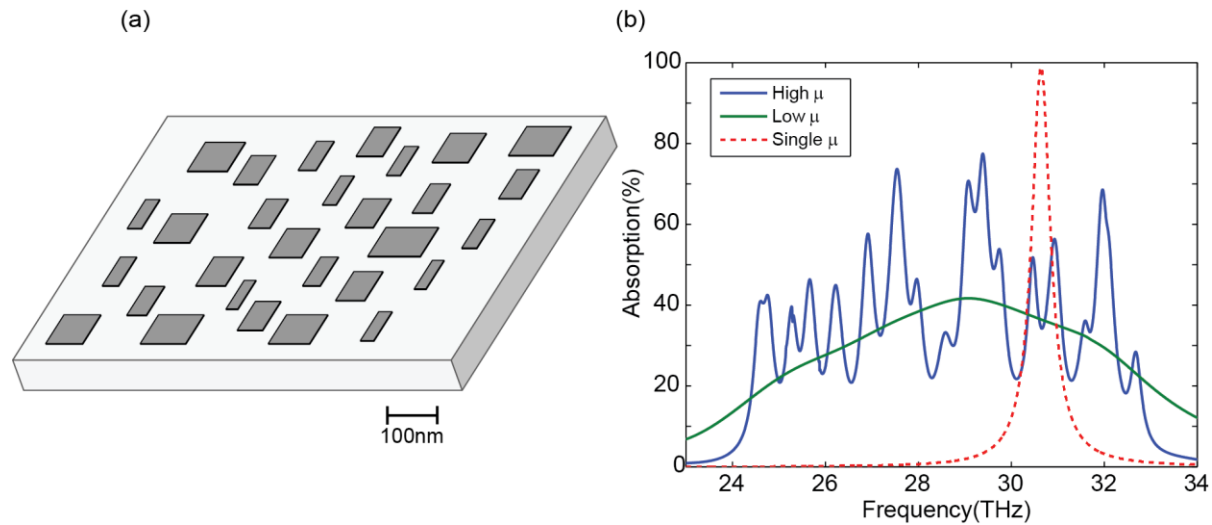 (a)
(b)
100nm
Absorption(%)
100
80
60
40
20
0
High μ
Low μ
Single μ
24 26 28 30 32 34
Frequency(THz)